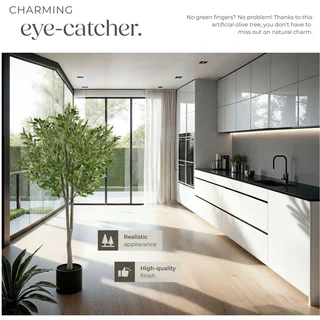 CHARMING
eye-catcher.
No green fingers? No problem! Thanks to this
artificial olive tree, you don't have to
miss out on natural charm.
Realistic
appearance
High-quality
finish